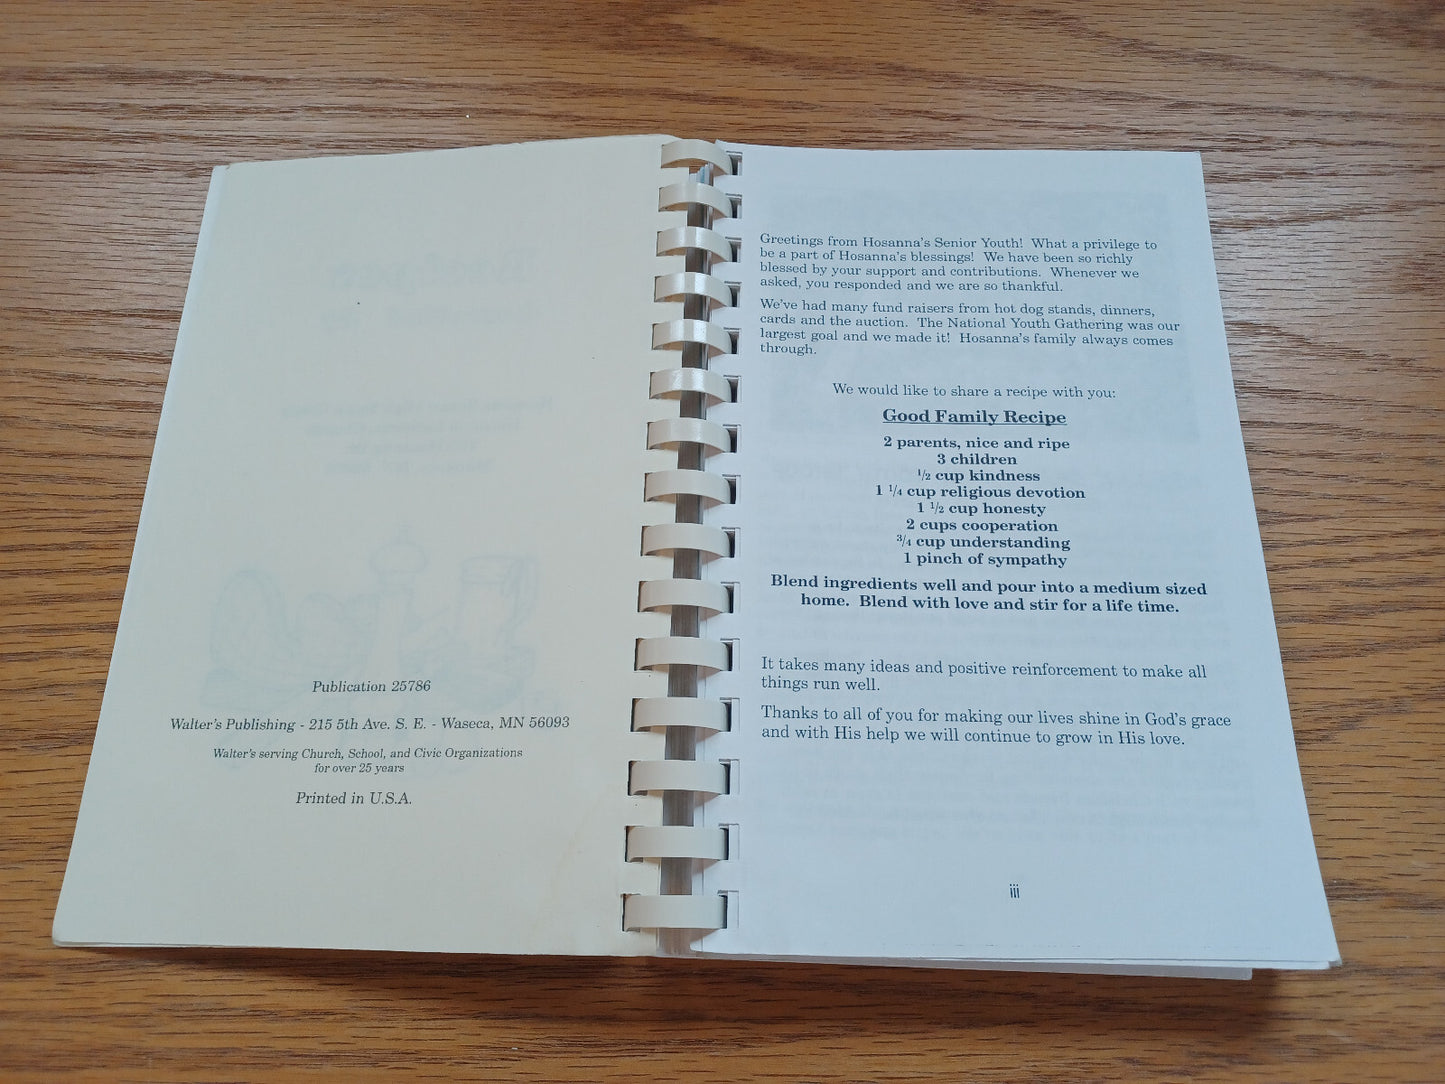 Publication 25786
Walter's Publishing - 215 5th Ave. S. E. - Waseca, MN 56093
Walter's serving Church, School, and Civic Organizations
for over 25 years
Printed in U.S.A.
Greetings from Hosanna's Senior Youth! What a privilege to
be a part of Hosanna's blessings! We have been so richly
blessed by your support and contributions. Whenever we
asked, you responded and we are so thankful.
We've had many fund raisers from hot dog stands, dinners,
cards and the auction. The National Youth Gathering was our
largest goal and we made it! Hosanna's family always comes
through.
We would like to share a recipe with you:
Good Family Recipe
2 parents, nice and ripe
3 children
1/2 cup kindness
1 1/4 cup religious devotion
1 1/2 cup honesty
2 cups cooperation
3/4 cup understanding
1 pinch of sympathy
Blend ingredients well and pour into a medium sized
home. Blend with love and stir for a life time.
It takes many ideas and positive reinforcement to make all
things run well.
Thanks to all of you for making our lives shine in God's grace
and with His help we will continue to grow in His love.
iii